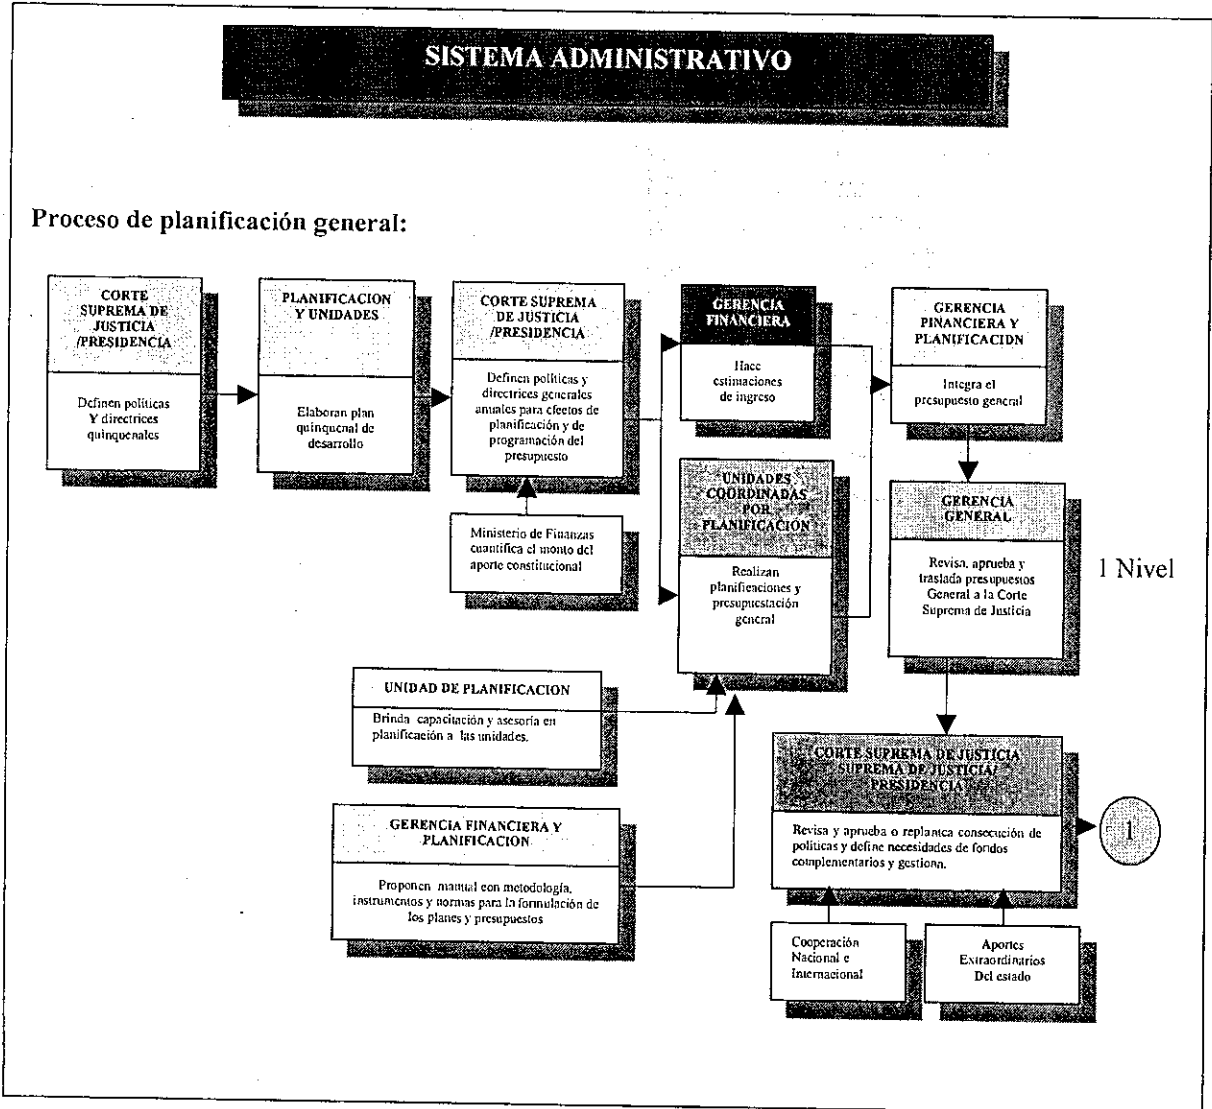 SISTEMA ADMINISTRATIVO
Proceso de planificación general:
CORTE
SUPREMA DE
JUSTICIA
/PRESIDENCIA
Definen políticas
Y directrices
quinquenales
PLANIFICACION
Y UNIDADES
Elaboran plan
quinquenal de
desarrollo
CORTE SUPREMA
DE JUSTICIA
/PRESIDENCIA
Definen políticas y
directrices generales
anuales para efectos de
planificación y de
programación del
presupuesto
Ministerio de Finanzas
cuantifica el monto del
aporte constitucional
GERENCIA
FINANCIERA
Hace
estimaciones
de ingreso
UNIDADES
COORDINADAS
POR
PLANIFICACIÓN
Realizan
planificaciones y
presupuestación
general
GERENCIA
FINANCIERA Y
PLANIFICACION
Integra el
presupuesto general
GERENCIA
GENERAL
Revisa, aprueba y
traslada presupuestos
General a la Corte
Suprema de Justicia
1 Nivel
UNIDAD DE PLANIFICACION
Brinda capacitación y asesoría en
planificación a las unidades.
GERENCIA FINANCIERA Y
PLANIFICACION
Proponen manual con metodología,
instrumentos y normas para la formulación de
los planes y presupuestos
CORTE SUPREMA DE JUSTICIA
SUPREMA DE JUSTICIA/
PRESIDENCIA
Revisa y aprueba o replantea consecución de
políticas y define necesidades de fondos
complementarios y gestiona.
1
Cooperación
Nacional e
Internacional
Aportes
Extraordinarios
Del estado